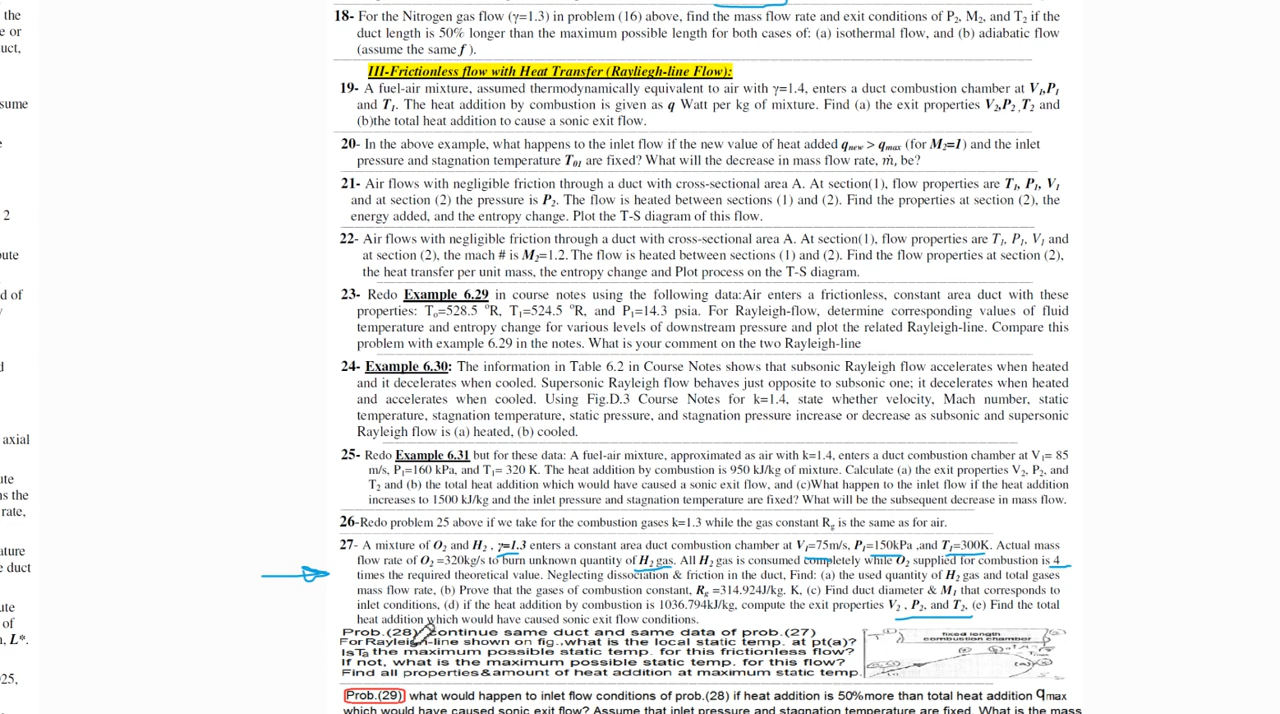 the
18- For the Nitrogen gas flow (γ=1.3) in problem (16) above, find the mass flow rate and exit conditions of P₂, M₂, and T₂ if the
e or
duct length is 50% longer than the maximum possible length for both cases of: (a) isothermal flow, and (b) adiabatic flow
uct,
(assume the same f ).
III-Frictionless flow with Heat Transfer (Rayliegh-line Flow):
19- A fuel-air mixture, assumed thermodynamically equivalent to air with γ=1.4, enters a duct combustion chamber at V₁,P₁
sume
and T₁. The heat addition by combustion is given as q Watt per kg of mixture. Find (a) the exit properties V₂,P₂ ,T₂ and
(b)the total heat addition to cause a sonic exit flow.
e
20- In the above example, what happens to the inlet flow if the new value of heat added qnew > qmax (for M₂=1) and the inlet
pressure and stagnation temperature T₀₁ are fixed? What will the decrease in mass flow rate, ṁ, be?
21- Air flows with negligible friction through a duct with cross-sectional area A. At section(1), flow properties are T₁, P₁, V₁
and at section (2) the pressure is P₂. The flow is heated between sections (1) and (2). Find the properties at section (2), the
2
energy added, and the entropy change. Plot the T-S diagram of this flow.
22- Air flows with negligible friction through a duct with cross-sectional area A. At section(1), flow properties are T₁, P₁, V₁ and
pute
at section (2), the mach # is M₂=1.2. The flow is heated between sections (1) and (2). Find the flow properties at section (2),
the heat transfer per unit mass, the entropy change and Plot process on the T-S diagram.
d of
23- Redo Example 6.29 in course notes using the following data:Air enters a frictionless, constant area duct with these
properties: Tₒ=528.5 °R, T₁=524.5 °R, and P₁=14.3 psia. For Rayleigh-flow, determine corresponding values of fluid
temperature and entropy change for various levels of downstream pressure and plot the related Rayleigh-line. Compare this
problem with example 6.29 in the notes. What is your comment on the two Rayleigh-line
24- Example 6.30: The information in Table 6.2 in Course Notes shows that subsonic Rayleigh flow accelerates when heated
and it decelerates when cooled. Supersonic Rayleigh flow behaves just opposite to subsonic one; it decelerates when heated
and accelerates when cooled. Using Fig.D.3 Course Notes for k=1.4, state whether velocity, Mach number, static
temperature, stagnation temperature, static pressure, and stagnation pressure increase or decrease as subsonic and supersonic
Rayleigh flow is (a) heated, (b) cooled.
axial
25- Redo Example 6.31 but for these data: A fuel-air mixture, approximated as air with k=1.4, enters a duct combustion chamber at V₁= 85
m/s, P₁=160 kPa, and T₁= 320 K. The heat addition by combustion is 950 kJ/kg of mixture. Calculate (a) the exit properties V₂, P₂, and
ute
T₂ and (b) the total heat addition which would have caused a sonic exit flow, and (c)What happen to the inlet flow if the heat addition
ns the
increases to 1500 kJ/kg and the inlet pressure and stagnation temperature are fixed? What will be the subsequent decrease in mass flow.
rate,
26-Redo problem 25 above if we take for the combustion gases k=1.3 while the gas constant Rg is the same as for air.
27- A mixture of O₂ and H₂ , γ=1.3 enters a constant area duct combustion chamber at V₁=75m/s, P₁=150kPa ,and T₁=300K. Actual mass
ature
flow rate of O₂ =320kg/s to burn unknown quantity of H₂ gas. All H₂ gas is consumed completely while O₂ supplied for combustion is 4
e duct
times the required theoretical value. Neglecting dissociation & friction in the duct, Find: (a) the used quantity of H₂ gas and total gases
mass flow rate, (b) Prove that the gases of combustion constant, Rg =314.924J/kg. K, (c) Find duct diameter & M₁ that corresponds to
ute
inlet conditions, (d) if the heat addition by combustion is 1036.794kJ/kg, compute the exit properties V₂ , P₂, and T₂, (e) Find the total
of
heat addition which would have caused sonic exit flow conditions.
, L*.
Prob.(28) Continue same duct and same data of prob.(27)
For Rayleigh-line shown on fig., what is the local static temp. at pt(a)?
fixed length
combustion chamber
Is Ta the maximum possible static temp. for this frictionless flow?
If not, what is the maximum possible static temp. for this flow?
Find all properties&amount of heat addition at maximum static temp.
025,
Prob.(29) what would happen to inlet flow conditions of prob.(28) if heat addition is 50%more than total heat addition qmax
which would have caused sonic exit flow? Assume that inlet pressure and stagnation temperature are fixed. What is the mass